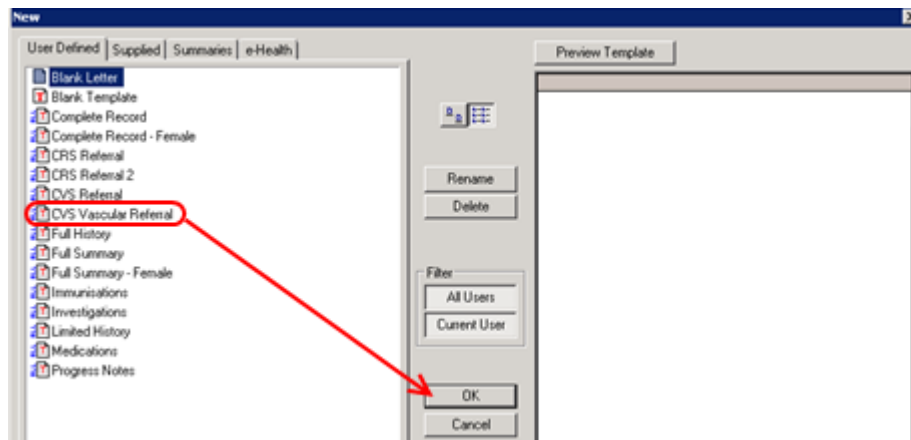 New
User Defined Supplied Summaries e-Health
Preview Template
Blank Letter
Blank Template
Complete Record
Complete Record - Female
CRS Referral
CRS Referral 2
CVS Referral
CVS Vascular Referral
Full History
Full Summary
Full Summary - Female
Immunisations
Investigations
Limited History
Medications
Progress Notes
Rename
Delete
Filter
All Users
Current User
OK
Cancel